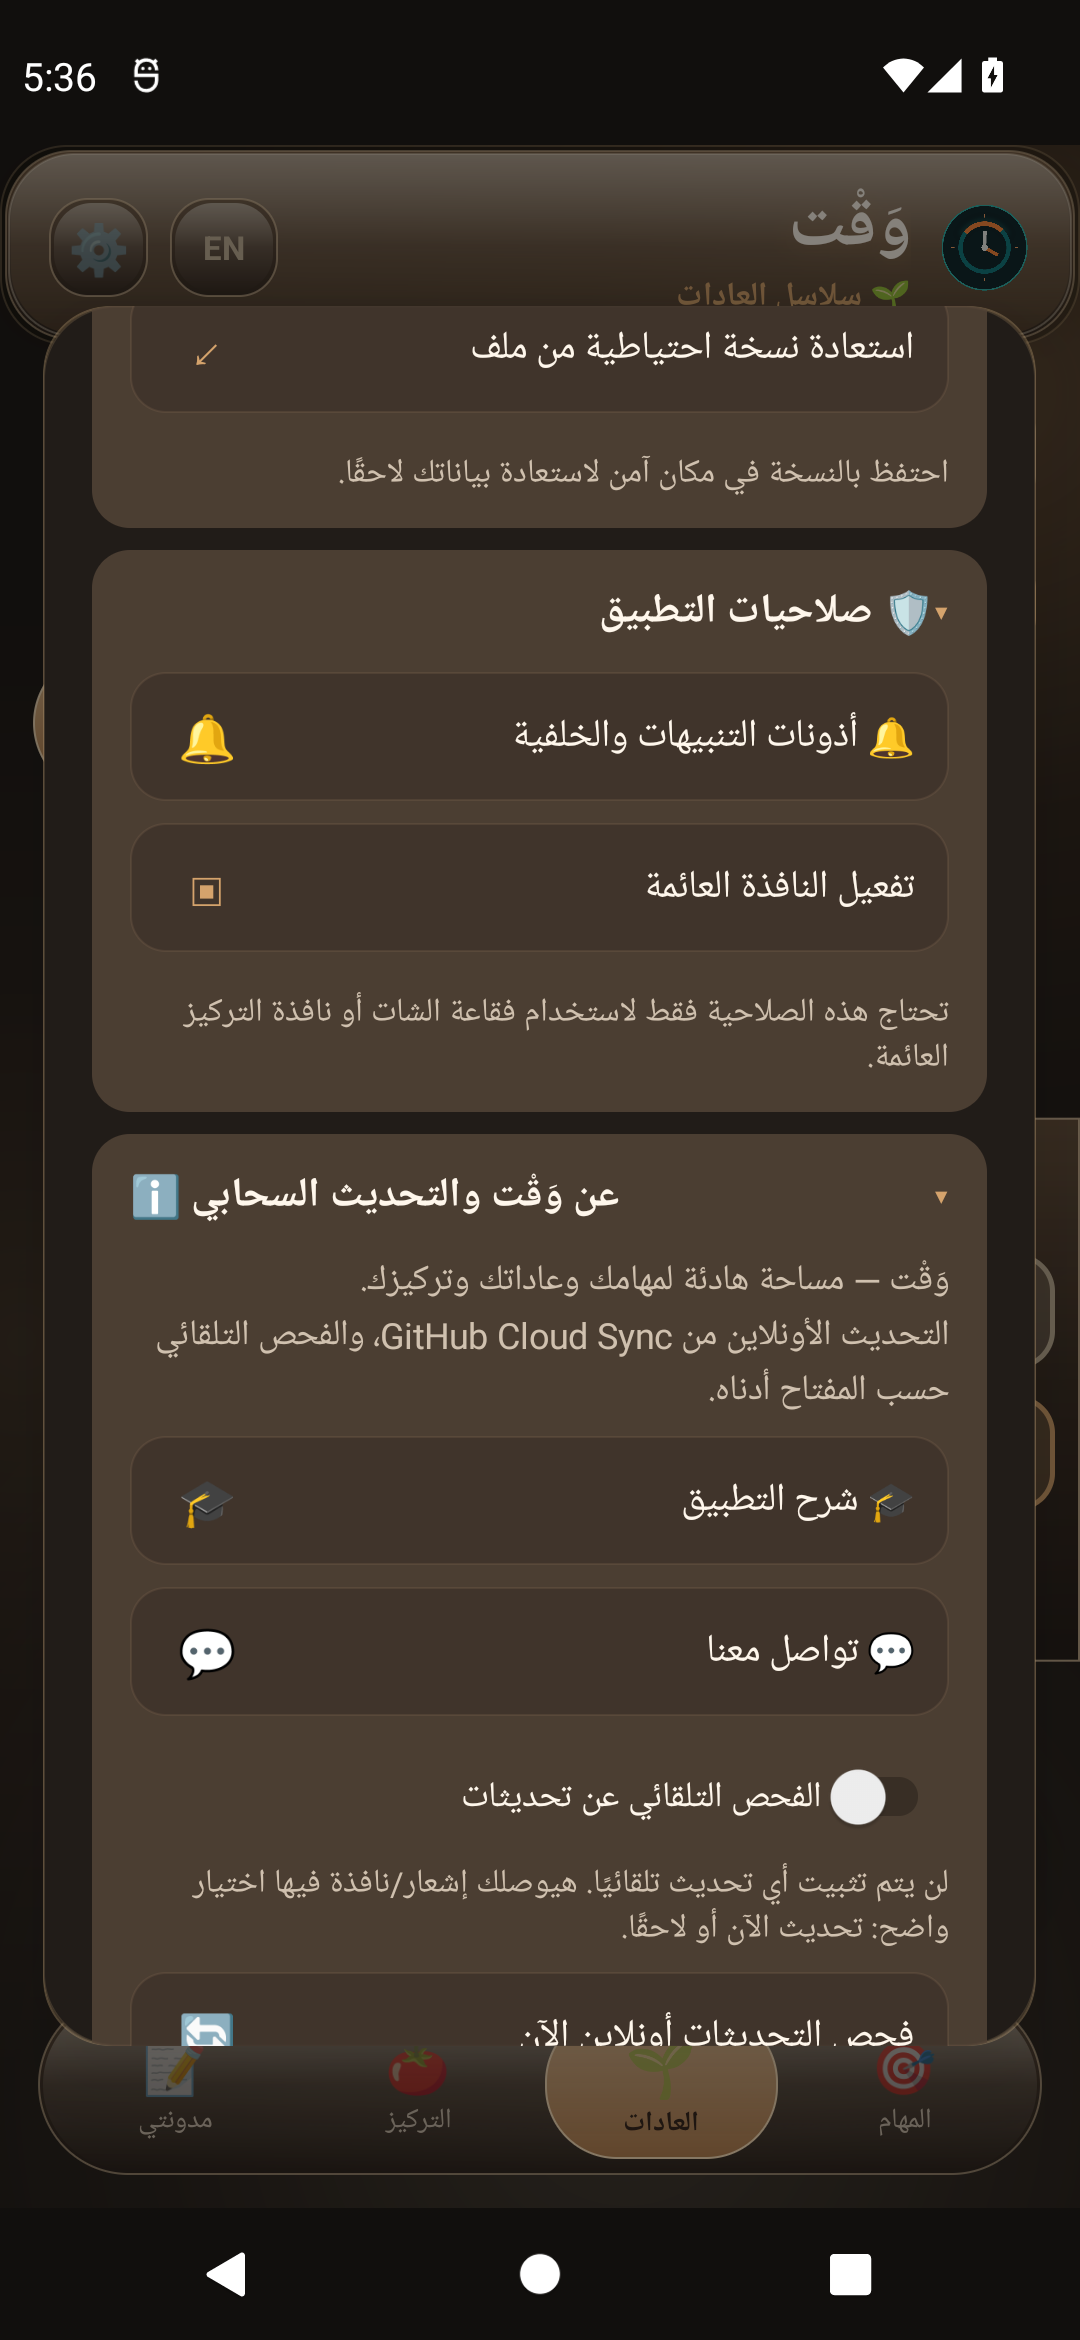 5:36
وَقْت
EN
🌱 سلاسل العادات
استعادة نسخة احتياطية من ملف
احتفظ بالنسخة في مكان آمن لاستعادة بياناتك لاحقًا.
🛡️ صلاحيات التطبيق
🔔 أذونات التنبيهات والخلفية
تفعيل النافذة العائمة
تحتاج هذه الصلاحية فقط لاستخدام فقاعة الشات أو نافذة التركيز
العائمة.
عن وَقْت والتحديث السحابي ℹ️
وَقْت — مساحة هادئة لمهامك وعاداتك وتركيزك.
التحديث الأونلاين من GitHub Cloud Sync، والفحص التلقائي
حسب المفتاح أدناه.
🎓 شرح التطبيق
💬 تواصل معنا
الفحص التلقائي عن تحديثات
لن يتم تثبيت أي تحديث تلقائيًا. هيوصلك إشعار/نافذة فيها اختيار
واضح: تحديث الآن أو لاحقًا.
فحص التحديثات أونلاين الآن
المهام
العادات
التركيز
مدونتي